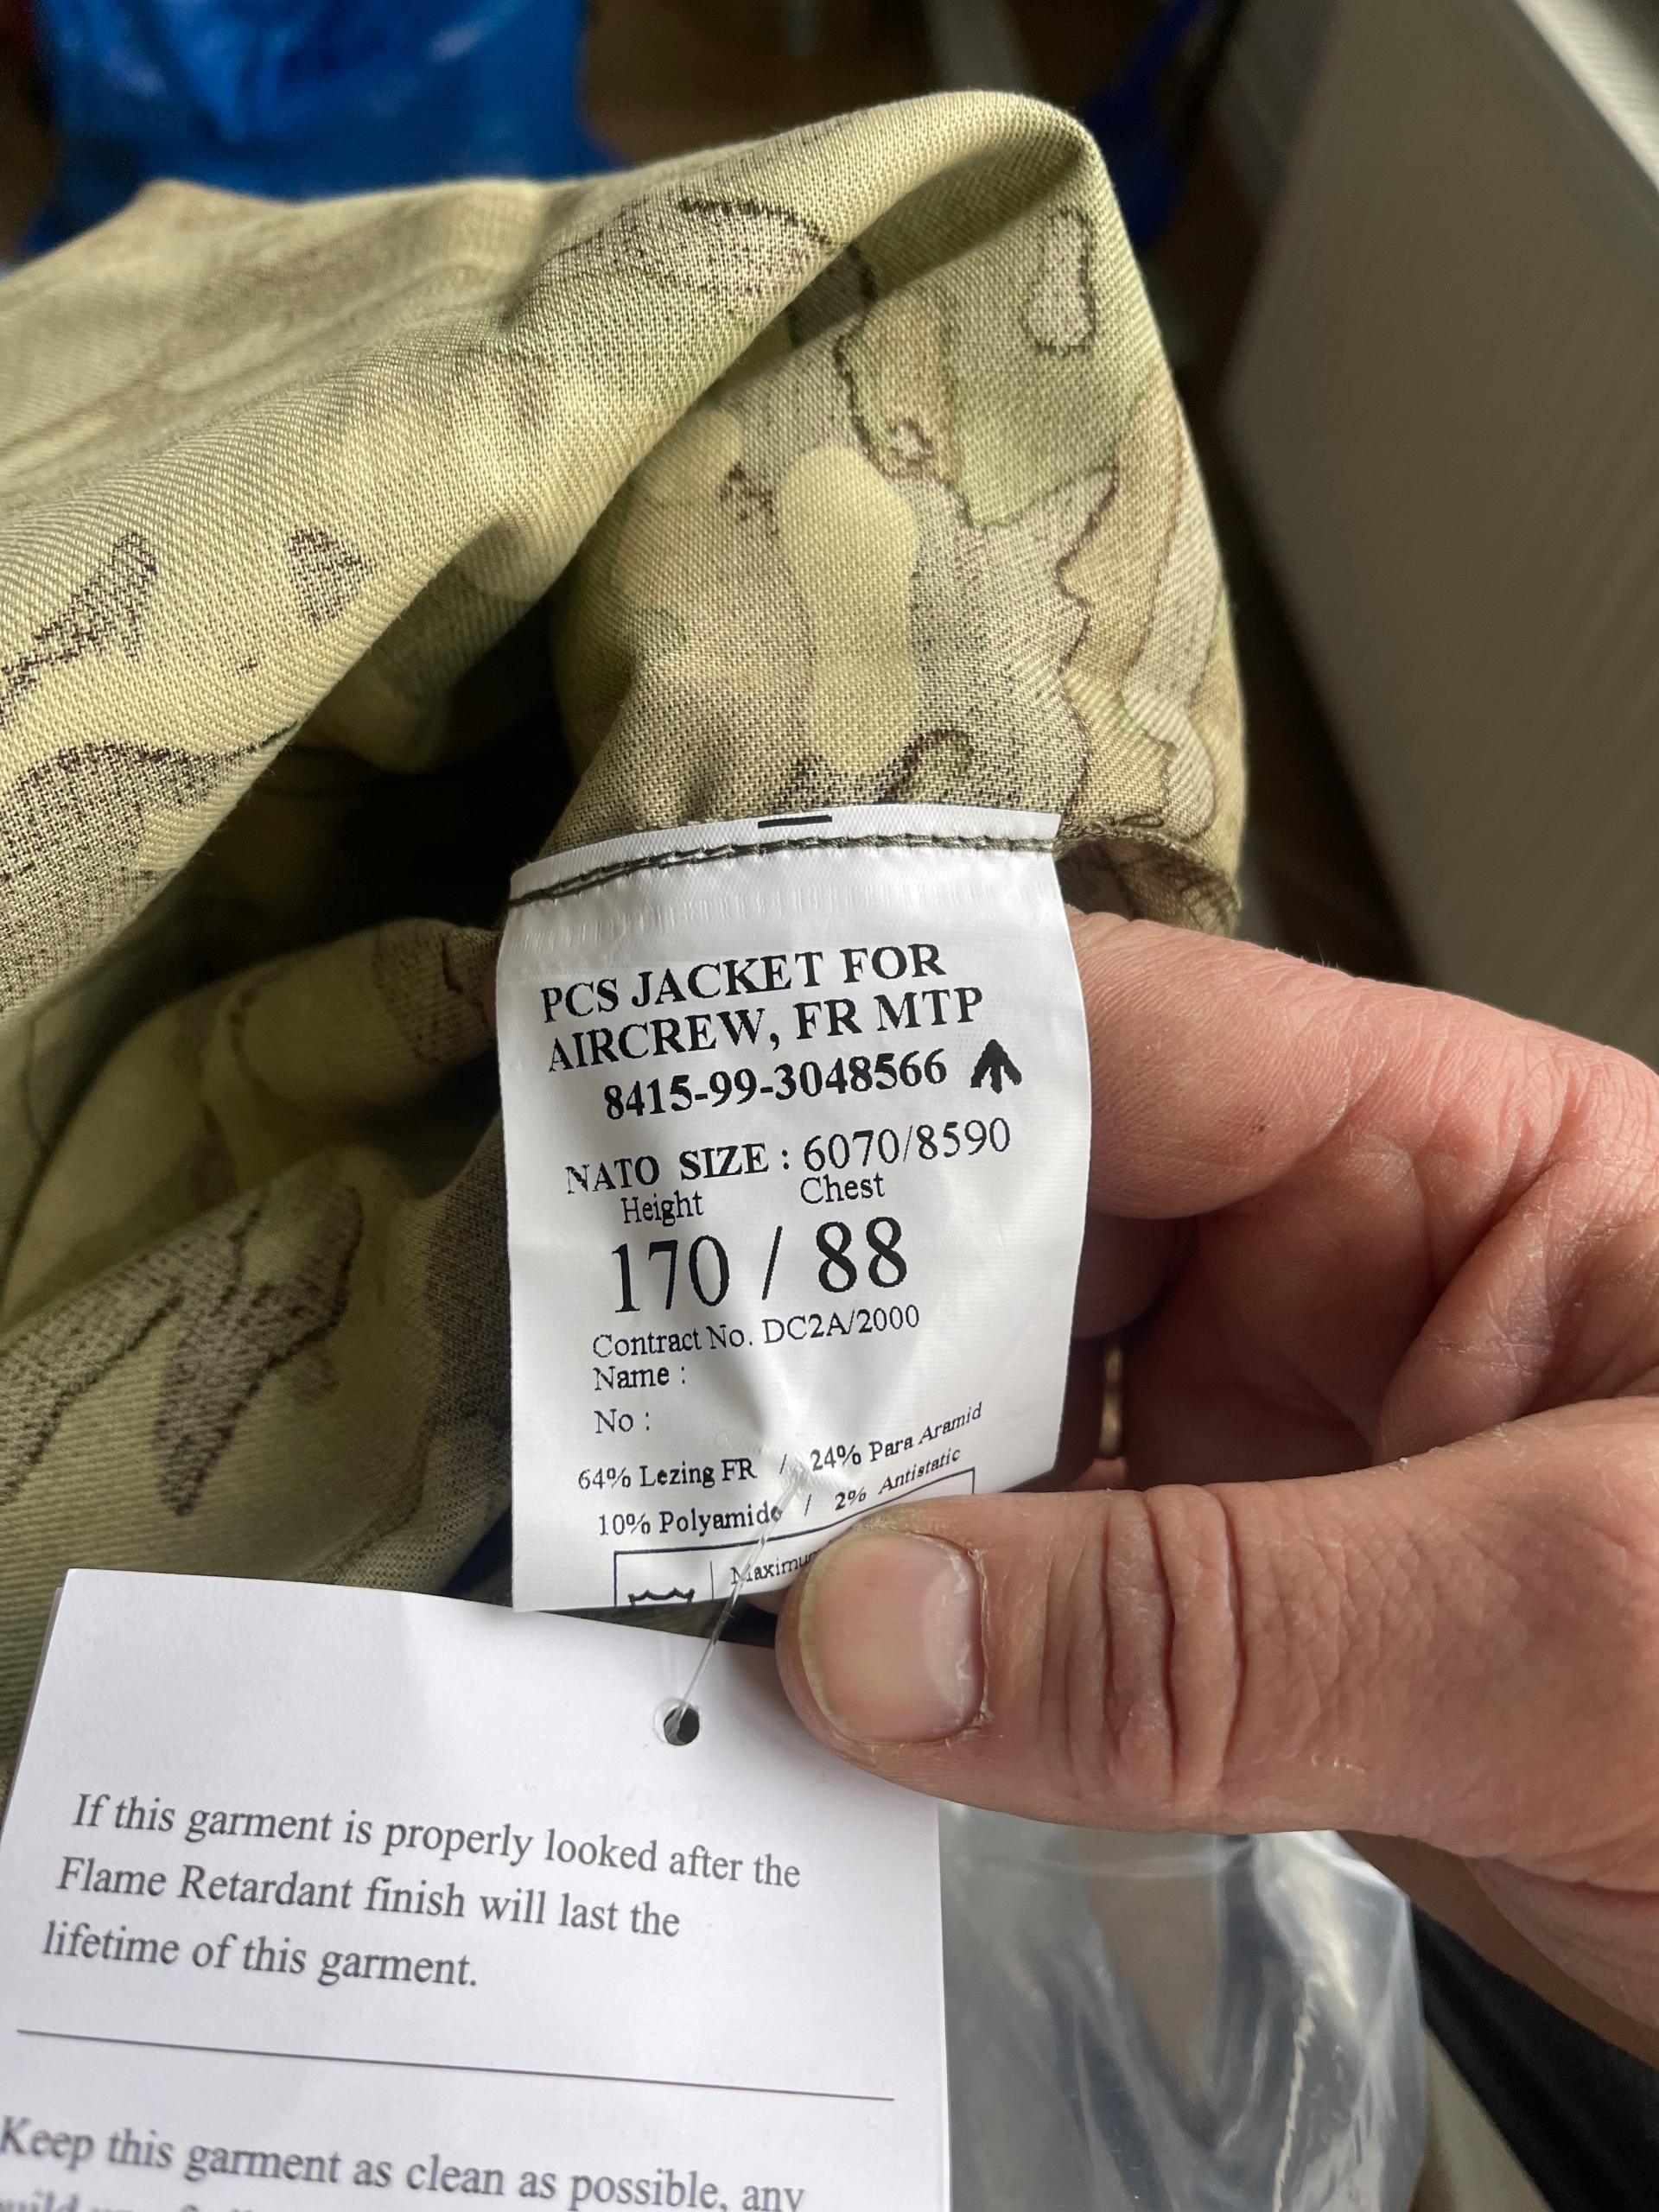 PCS JACKET FOR
AIRCREW, FR MTP
8415-99-3048566
NATO SIZE : 6070/8590
Height Chest
170 / 88
Contract No. DC2A/2000
Name :
No :
64% Lezing FR / 24% Para Aramid
10% Polyamide / 2% Antistatic
If this garment is properly looked after the
Flame Retardant finish will last the
lifetime of this garment.
Keep this garment as clean as possible, any